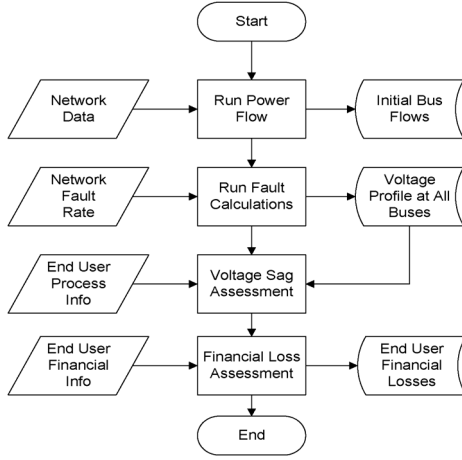 Start
Network
Data
Run Power
Flow
Initial Bus
Flows
Network
Fault
Rate
Run Fault
Calculations
Voltage
Profile at All
Buses
End User
Process
Info
Voltage Sag
Assessment
End User
Financial
Info
Financial Loss
Assessment
End User
Financial
Losses
End